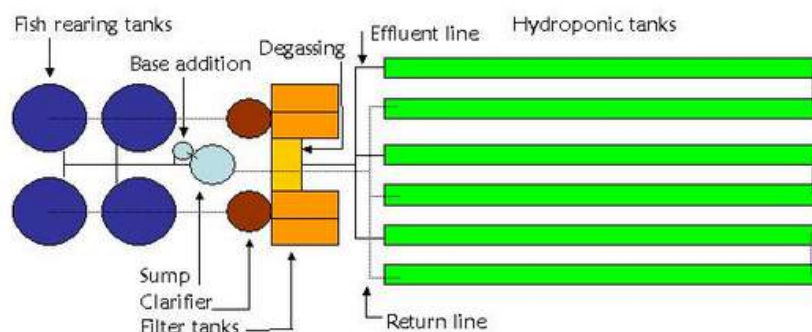 Fish rearing tanks
Base addition
Degassing
Effluent line
Hydroponic tanks
Sump
Clarifier
Filter tanks
Return line